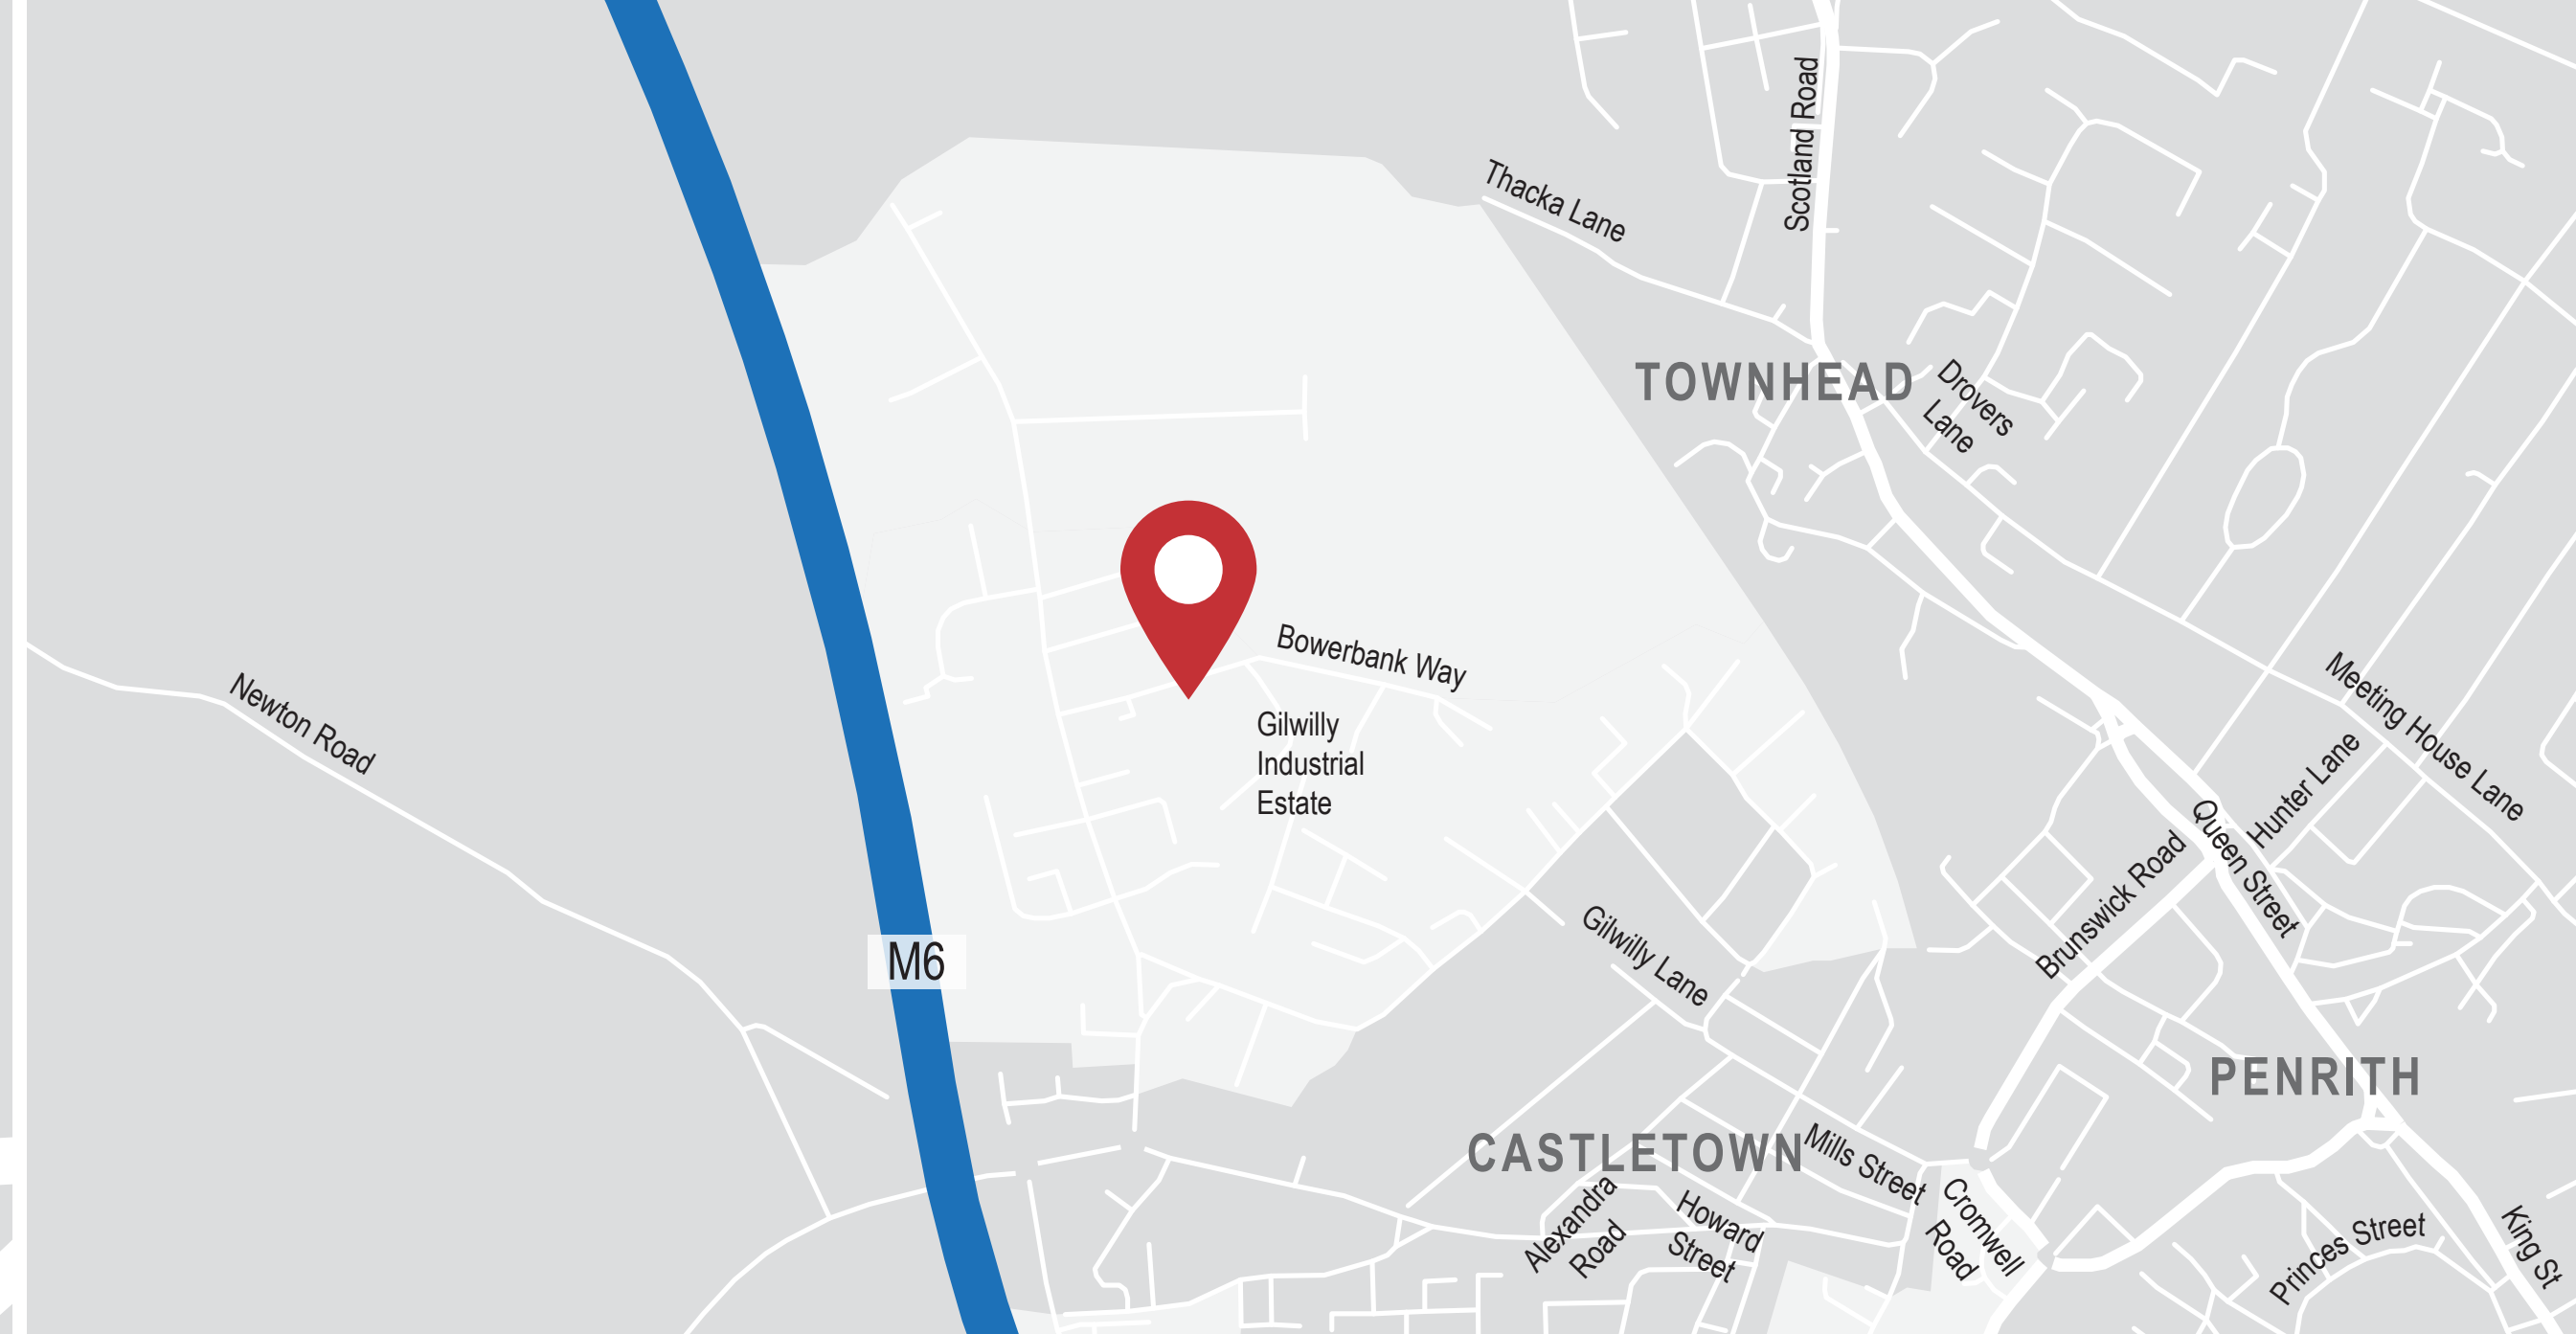 Scotland Road
Thacka Lane
TOWNHEAD
Drovers
Lane
Bowerbank Way
Newton Road
Gilwilly
Industrial
Estate
Meeting House Lane
Hunter Lane
Queen Street
Brunswick Road
M6
Gilwilly Lane
PENRITH
CASTLETOWN
Mills Street
Alexandra
Road
Howard
Street
Cromwell
Road
Princes Street
King St